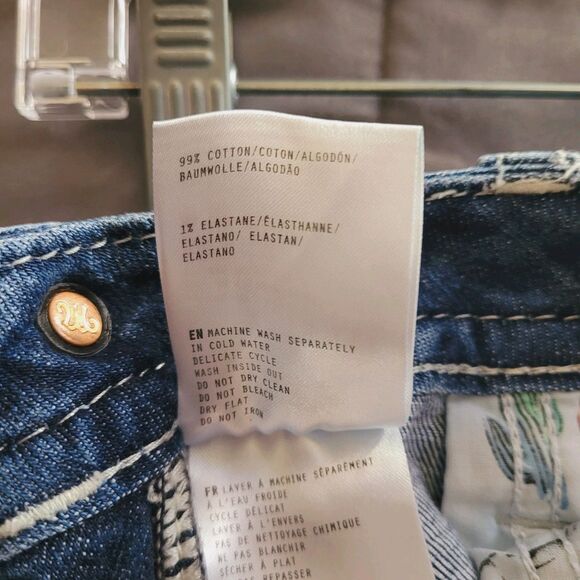 99% COTTON/COTON/ALGODÓN/
BAUMWOLLE/ALGODÃO
1% ELASTANE/ÉLASTHANNE/
ELASTANO/ ELASTAN/
ELASTANO
EN MACHINE WASH SEPARATELY
IN COLD WATER
DELICATE CYCLE
WASH INSIDE OUT
DO NOT DRY CLEAN
DO NOT BLEACH
DRY FLAT
DO NOT IRON
FR LAVER À MACHINE SÉPARÉMENT
À L'EAU FROIDE
CYCLE DÉLICAT
LAVER À L'ENVERS
PAS DE NETTOYAGE CHIMIQUE
NE PAS BLANCHIR
SÉCHER À PLAT
REPASSER